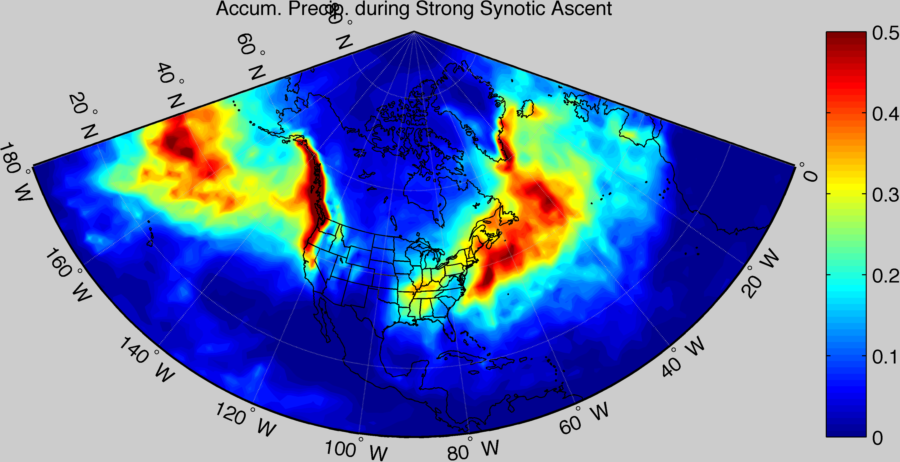 Accum. Precip. during Strong Synotic Ascent
80° N
60° N
40° N
20° N
180° W
160° W
140° W
120° W
100° W
80° W
60° W
40° W
20° W
0°
0.5
0.4
0.3
0.2
0.1
0